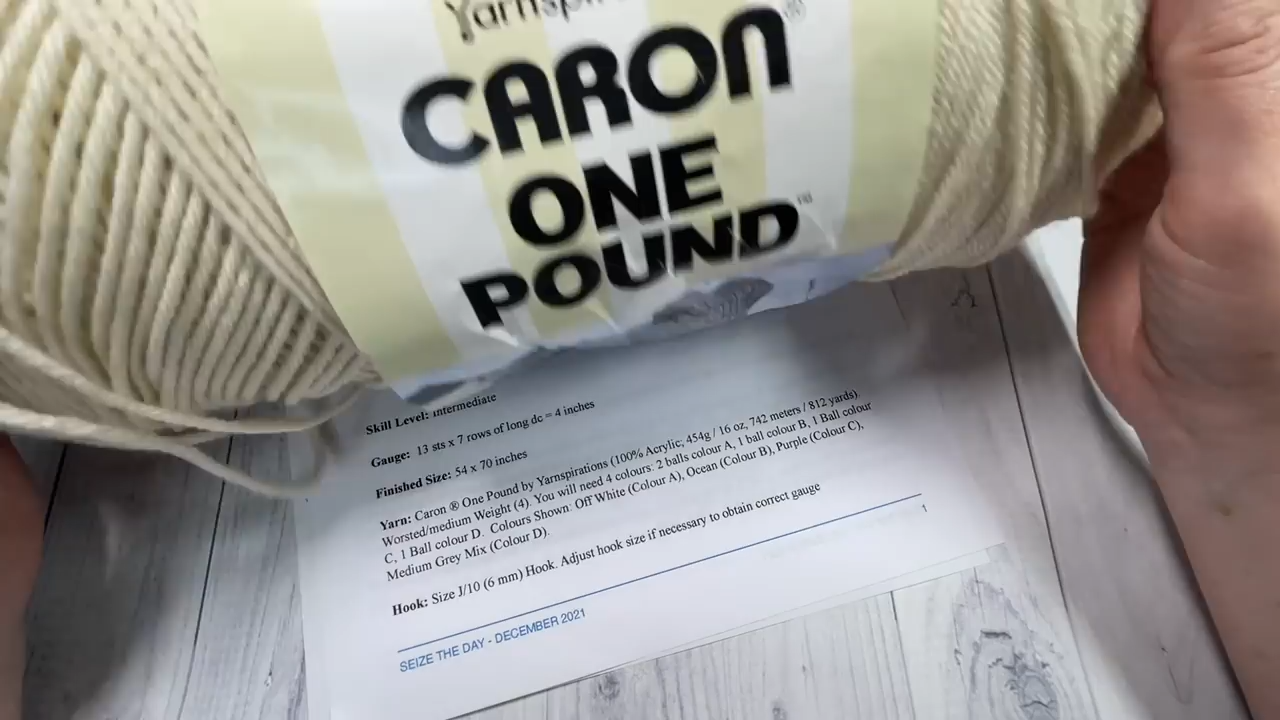 CARON®
ONE
POUND™
Skill Level: Intermediate
Gauge: 13 sts x 7 rows of long dc = 4 inches
Finished Size: 54 x 70 inches
Yarn: Caron ® One Pound by Yarnspirations (100% Acrylic; 454g / 16 oz, 742 meters / 812 yards).
Worsted/medium Weight (4). You will need 4 colours: 2 balls colour A, 1 ball colour B, 1 Ball colour
C, 1 Ball colour D. Colours Shown: Off White (Colour A), Ocean (Colour B), Purple (Colour C),
Medium Grey Mix (Colour D).
Hook: Size J/10 (6 mm) Hook. Adjust hook size if necessary to obtain correct gauge
1
SEIZE THE DAY - DECEMBER 2021